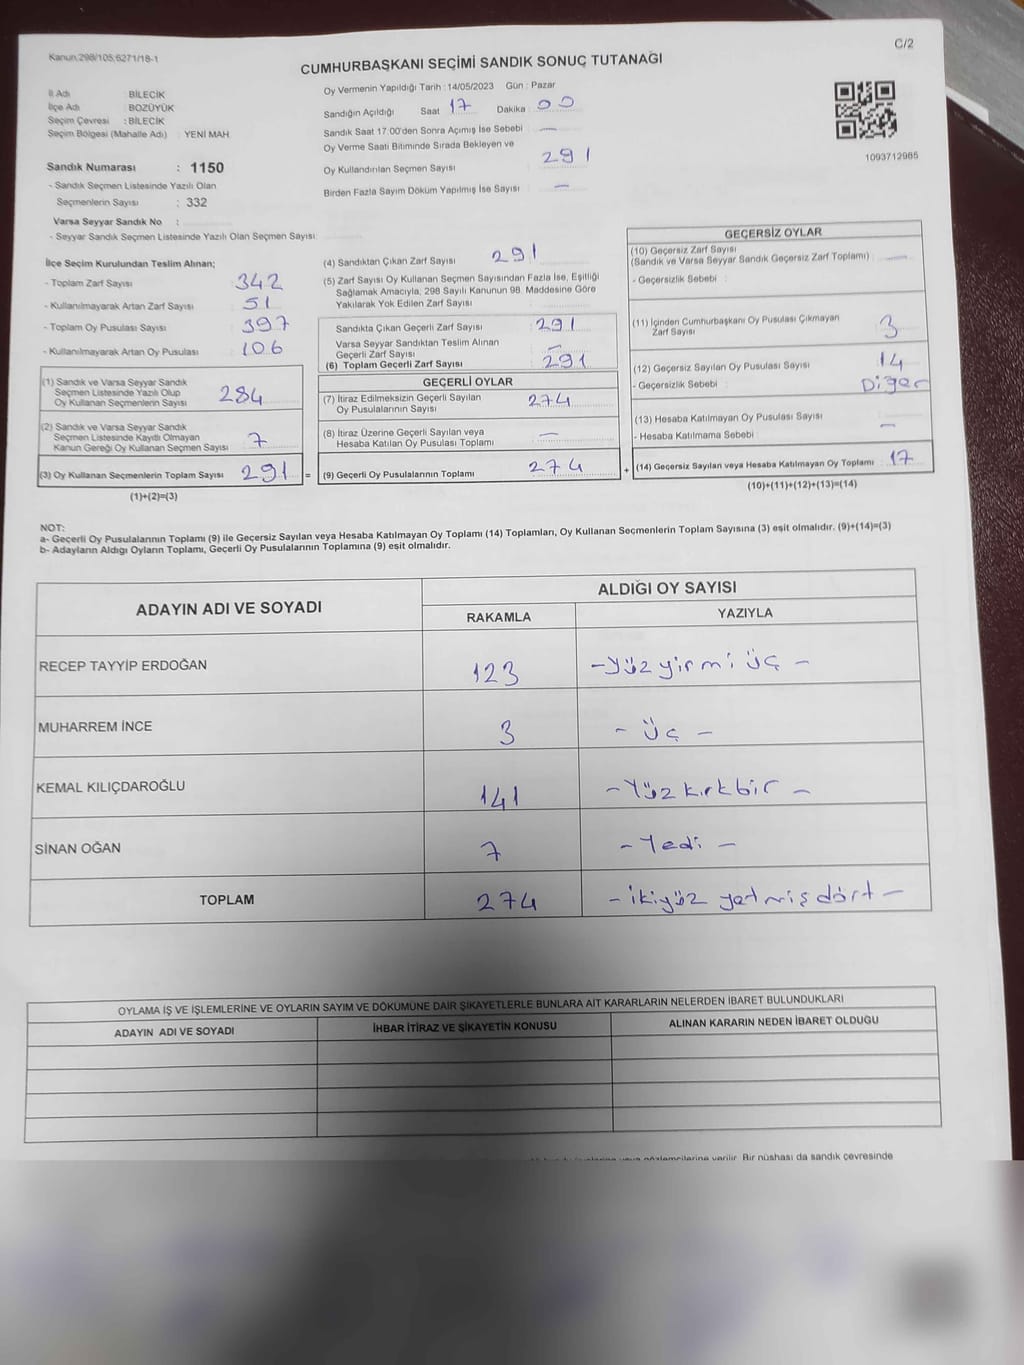 Kanun.298/105;6271/18-1
C/2
CUMHURBAŞKANI SEÇİMİ SANDIK SONUÇ TUTANAĞI
İl Adı BİLECİK
İlçe Adı BOZÜYÜK
Seçim Çevresi : BİLECİK
Seçim Bölgesi (Mahalle Adı) : YENİ MAH.
Sandık Numarası : 1150
- Sandık Seçmen Listesinde Yazılı Olan
Seçmenlerin Sayısı : 332
Varsa Seyyar Sandık No :
- Seyyar Sandık Seçmen Listesinde Yazılı Olan Seçmen Sayısı:
Oy Vermenin Yapıldığı Tarih : 14/05/2023 Gün : Pazar
Sandığın Açıldığı Saat 17 Dakika 00
Sandık Saat 17:00'den Sonra Açımış İse Sebebi —
Oy Verme Saati Bitiminde Sırada Bekleyen ve
Oy Kullandırılan Seçmen Sayısı 291
Birden Fazla Sayım Döküm Yapılmış İse Sayısı —
1093712985
İlçe Seçim Kurulundan Teslim Alınan;
- Toplam Zarf Sayısı 342
- Kullanılmayarak Artan Zarf Sayısı 51
- Toplam Oy Pusulası Sayısı 397
- Kullanılmayarak Artan Oy Pusulası 106
(1) Sandık ve Varsa Seyyar Sandık
Seçmen Listesinde Yazılı Olup
Oy Kullanan Seçmenlerin Sayısı 284
(2) Sandık ve Varsa Seyyar Sandık
Seçmen Listesinde Kayıtlı Olmayan
Kanun Gereği Oy Kullanan Seçmen Sayısı 7
(3) Oy Kullanan Seçmenlerin Toplam Sayısı 291 =
(1)+(2)=(3)
(4) Sandıktan Çıkan Zarf Sayısı 291
(5) Zarf Sayısı Oy Kullanan Seçmen Sayısından Fazla İse, Eşitliği
Sağlamak Amacıyla, 298 Sayılı Kanunun 98. Maddesine Göre
Yakılarak Yok Edilen Zarf Sayısı
Sandıkta Çıkan Geçerli Zarf Sayısı 291
Varsa Seyyar Sandıktan Teslim Alınan
Geçerli Zarf Sayısı —
(6) Toplam Geçerli Zarf Sayısı 291
GEÇERLİ OYLAR
(7) İtiraz Edilmeksizin Geçerli Sayılan
Oy Pusulalarının Sayısı 274
(8) İtiraz Üzerine Geçerli Sayılan veya
Hesaba Katılan Oy Pusulası Toplamı —
(9) Geçerli Oy Pusulalarının Toplamı 274 +
GEÇERSİZ OYLAR
(10) Geçersiz Zarf Sayısı
(Sandık ve Varsa Seyyar Sandık Geçersiz Zarf Toplamı) —
- Geçersizlik Sebebi :
(11) İçinden Cumhurbaşkanı Oy Pusulası Çıkmayan
Zarf Sayısı 3
(12) Geçersiz Sayılan Oy Pusulası Sayısı 14
- Geçersizlik Sebebi : Diğer
(13) Hesaba Katılmayan Oy Pusulası Sayısı
- Hesaba Katılmama Sebebi —
(14) Geçersiz Sayılan veya Hesaba Katılmayan Oy Toplamı 17
(10)+(11)+(12)+(13)=(14)
NOT:
a- Geçerli Oy Pusulalarının Toplamı (9) ile Geçersiz Sayılan veya Hesaba Katılmayan Oy Toplamı (14) Toplamları, Oy Kullanan Seçmenlerin Toplam Sayısına (3) eşit olmalıdır. (9)+(14)=(3)
b- Adayların Aldığı Oyların Toplamı, Geçerli Oy Pusulalarının Toplamına (9) eşit olmalıdır.
ADAYIN ADI VE SOYADI ALDIĞI OY SAYISI
RAKAMLA YAZIYLA
RECEP TAYYİP ERDOĞAN 123 - Yüz yirmi üç -
MUHARREM İNCE 3 - Üç -
KEMAL KILIÇDAROĞLU 141 - Yüz kırkbir -
SİNAN OĞAN 7 - Yedi -
TOPLAM 274 - ikiyüz yetmiş dört -
OYLAMA İŞ VE İŞLEMLERİNE VE OYLARIN SAYIM VE DÖKÜMÜNE DAİR ŞİKAYETLERLE BUNLARA AİT KARARLARIN NELERDEN İBARET BULUNDUKLARI
ADAYIN ADI VE SOYADI İHBAR İTİRAZ VE ŞİKAYETİN KONUSU ALINAN KARARIN NEDEN İBARET OLDUĞU
verilir. Bir nüshası da sandık çevresinde